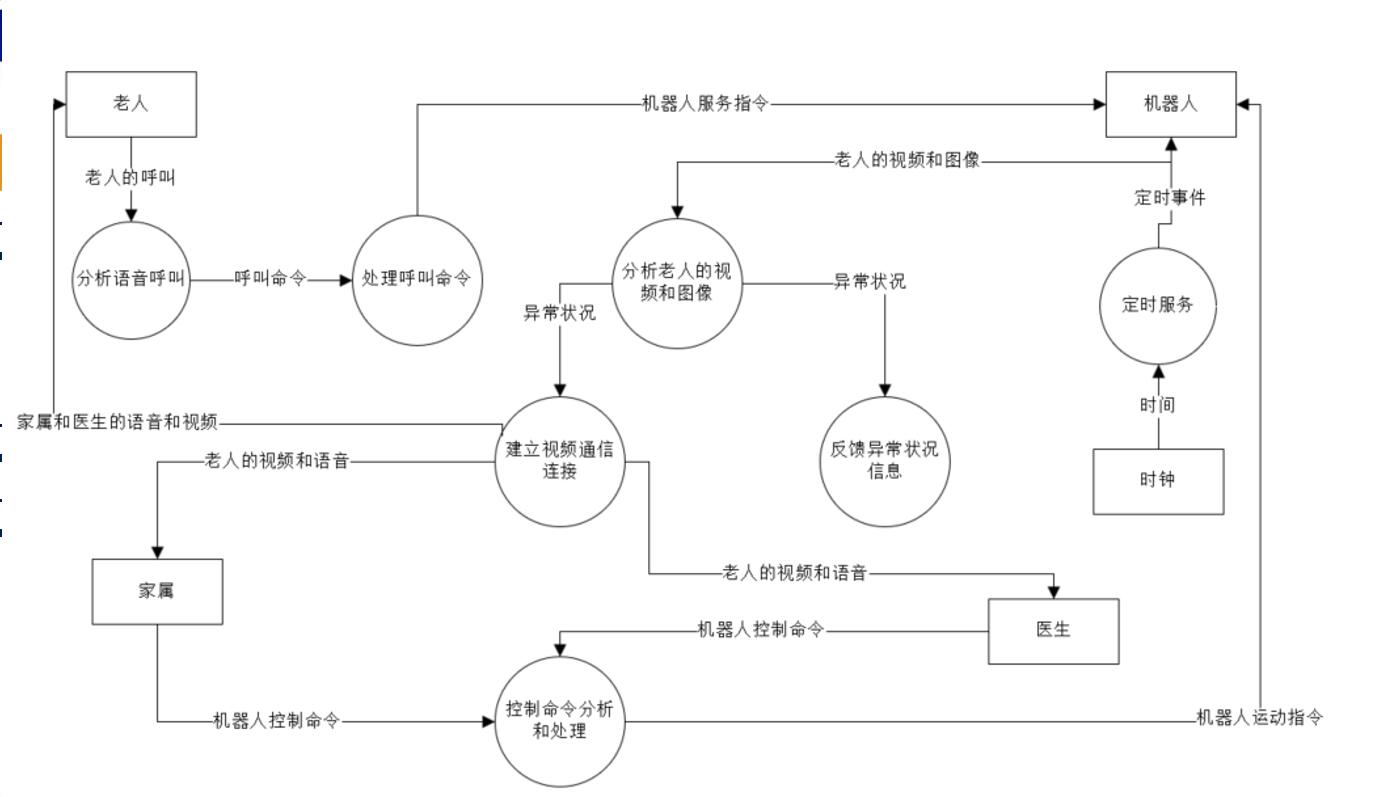 老人
机器人
机器人服务指令
老人的视频和图像
老人的呼叫
定时事件
分析语音呼叫
呼叫命令
处理呼叫命令
分析老人的视
频和图像
异常状况
异常状况
定时服务
时间
家属和医生的语音和视频
老人的视频和语音
建立视频通信
连接
反馈异常状况
信息
时钟
老人的视频和语音
家属
机器人控制命令
医生
机器人控制命令
控制命令分析
和处理
机器人运动指令